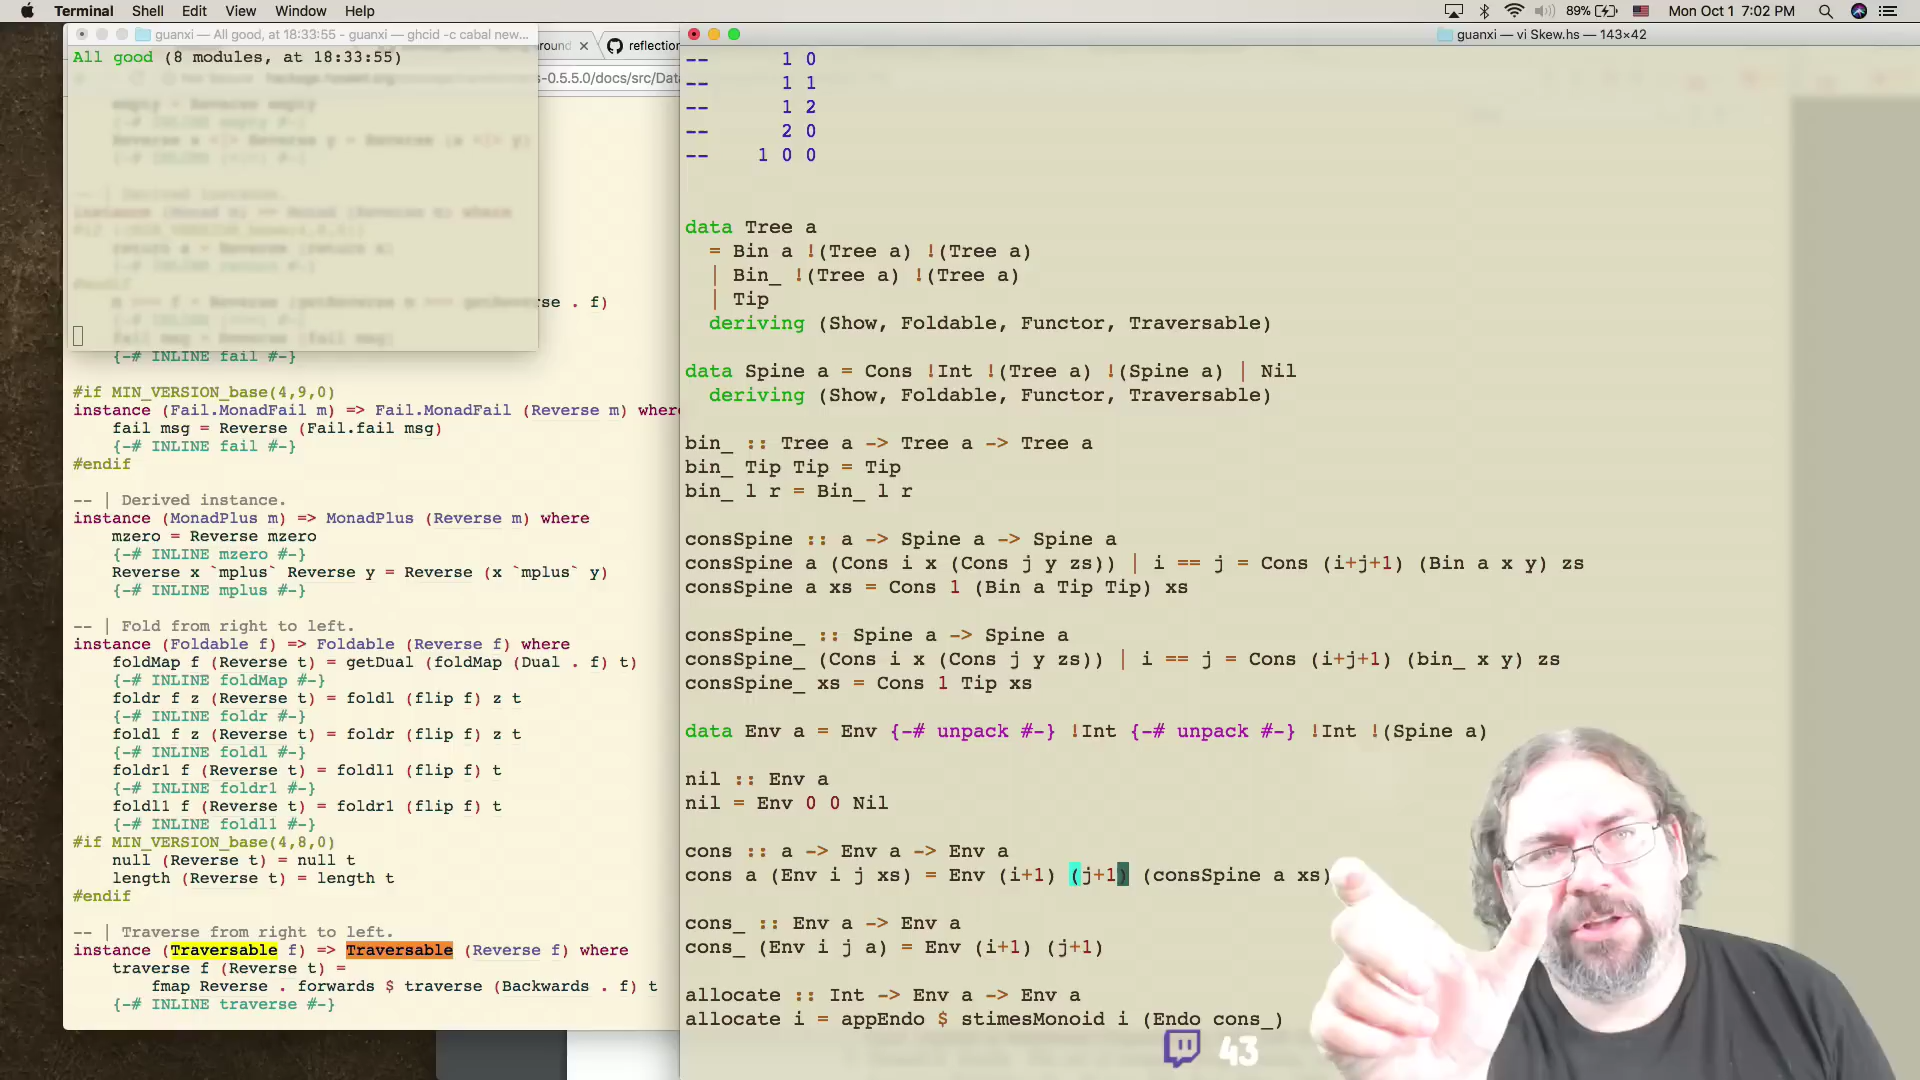 Terminal Shell Edit View Window Help
89% Mon Oct 1 7:02 PM
guanxi — All good, at 18:33:55 - guanxi — ghcid -c cabal new...
All good (8 modules, at 18:33:55)
round
reflection
s-0.5.5.0/docs/src/Dat
rse . f)
{-# INLINE fail #-}
#if MIN_VERSION_base(4,9,0)
instance (Fail.MonadFail m) => Fail.MonadFail (Reverse m) where
fail msg = Reverse (Fail.fail msg)
{-# INLINE fail #-}
#endif
-- | Derived instance.
instance (MonadPlus m) => MonadPlus (Reverse m) where
mzero = Reverse mzero
{-# INLINE mzero #-}
Reverse x `mplus` Reverse y = Reverse (x `mplus` y)
{-# INLINE mplus #-}
-- | Fold from right to left.
instance (Foldable f) => Foldable (Reverse f) where
foldMap f (Reverse t) = getDual (foldMap (Dual . f) t)
{-# INLINE foldMap #-}
foldr f z (Reverse t) = foldl (flip f) z t
{-# INLINE foldr #-}
foldl f z (Reverse t) = foldr (flip f) z t
{-# INLINE foldl #-}
foldr1 f (Reverse t) = foldl1 (flip f) t
{-# INLINE foldr1 #-}
foldl1 f (Reverse t) = foldr1 (flip f) t
{-# INLINE foldl1 #-}
#if MIN_VERSION_base(4,8,0)
null (Reverse t) = null t
length (Reverse t) = length t
#endif
-- | Traverse from right to left.
instance (Traversable f) => Traversable (Reverse f) where
traverse f (Reverse t) =
fmap Reverse . forwards $ traverse (Backwards . f) t
{-# INLINE traverse #-}
guanxi — vi Skew.hs — 143×42
-- 1 0
-- 1 1
-- 1 2
-- 2 0
-- 1 0 0
data Tree a
= Bin a !(Tree a) !(Tree a)
| Bin_ !(Tree a) !(Tree a)
| Tip
deriving (Show, Foldable, Functor, Traversable)
data Spine a = Cons !Int !(Tree a) !(Spine a) | Nil
deriving (Show, Foldable, Functor, Traversable)
bin_ :: Tree a -> Tree a -> Tree a
bin_ Tip Tip = Tip
bin_ l r = Bin_ l r
consSpine :: a -> Spine a -> Spine a
consSpine a (Cons i x (Cons j y zs)) | i == j = Cons (i+j+1) (Bin a x y) zs
consSpine a xs = Cons 1 (Bin a Tip Tip) xs
consSpine_ :: Spine a -> Spine a
consSpine_ (Cons i x (Cons j y zs)) | i == j = Cons (i+j+1) (bin_ x y) zs
consSpine_ xs = Cons 1 Tip xs
data Env a = Env {-# unpack #-} !Int {-# unpack #-} !Int !(Spine a)
nil :: Env a
nil = Env 0 0 Nil
cons :: a -> Env a -> Env a
cons a (Env i j xs) = Env (i+1) (j+1) (consSpine a xs)
cons_ :: Env a -> Env a
cons_ (Env i j a) = Env (i+1) (j+1)
allocate :: Int -> Env a -> Env a
allocate i = appEndo $ stimesMonoid i (Endo cons_)
43